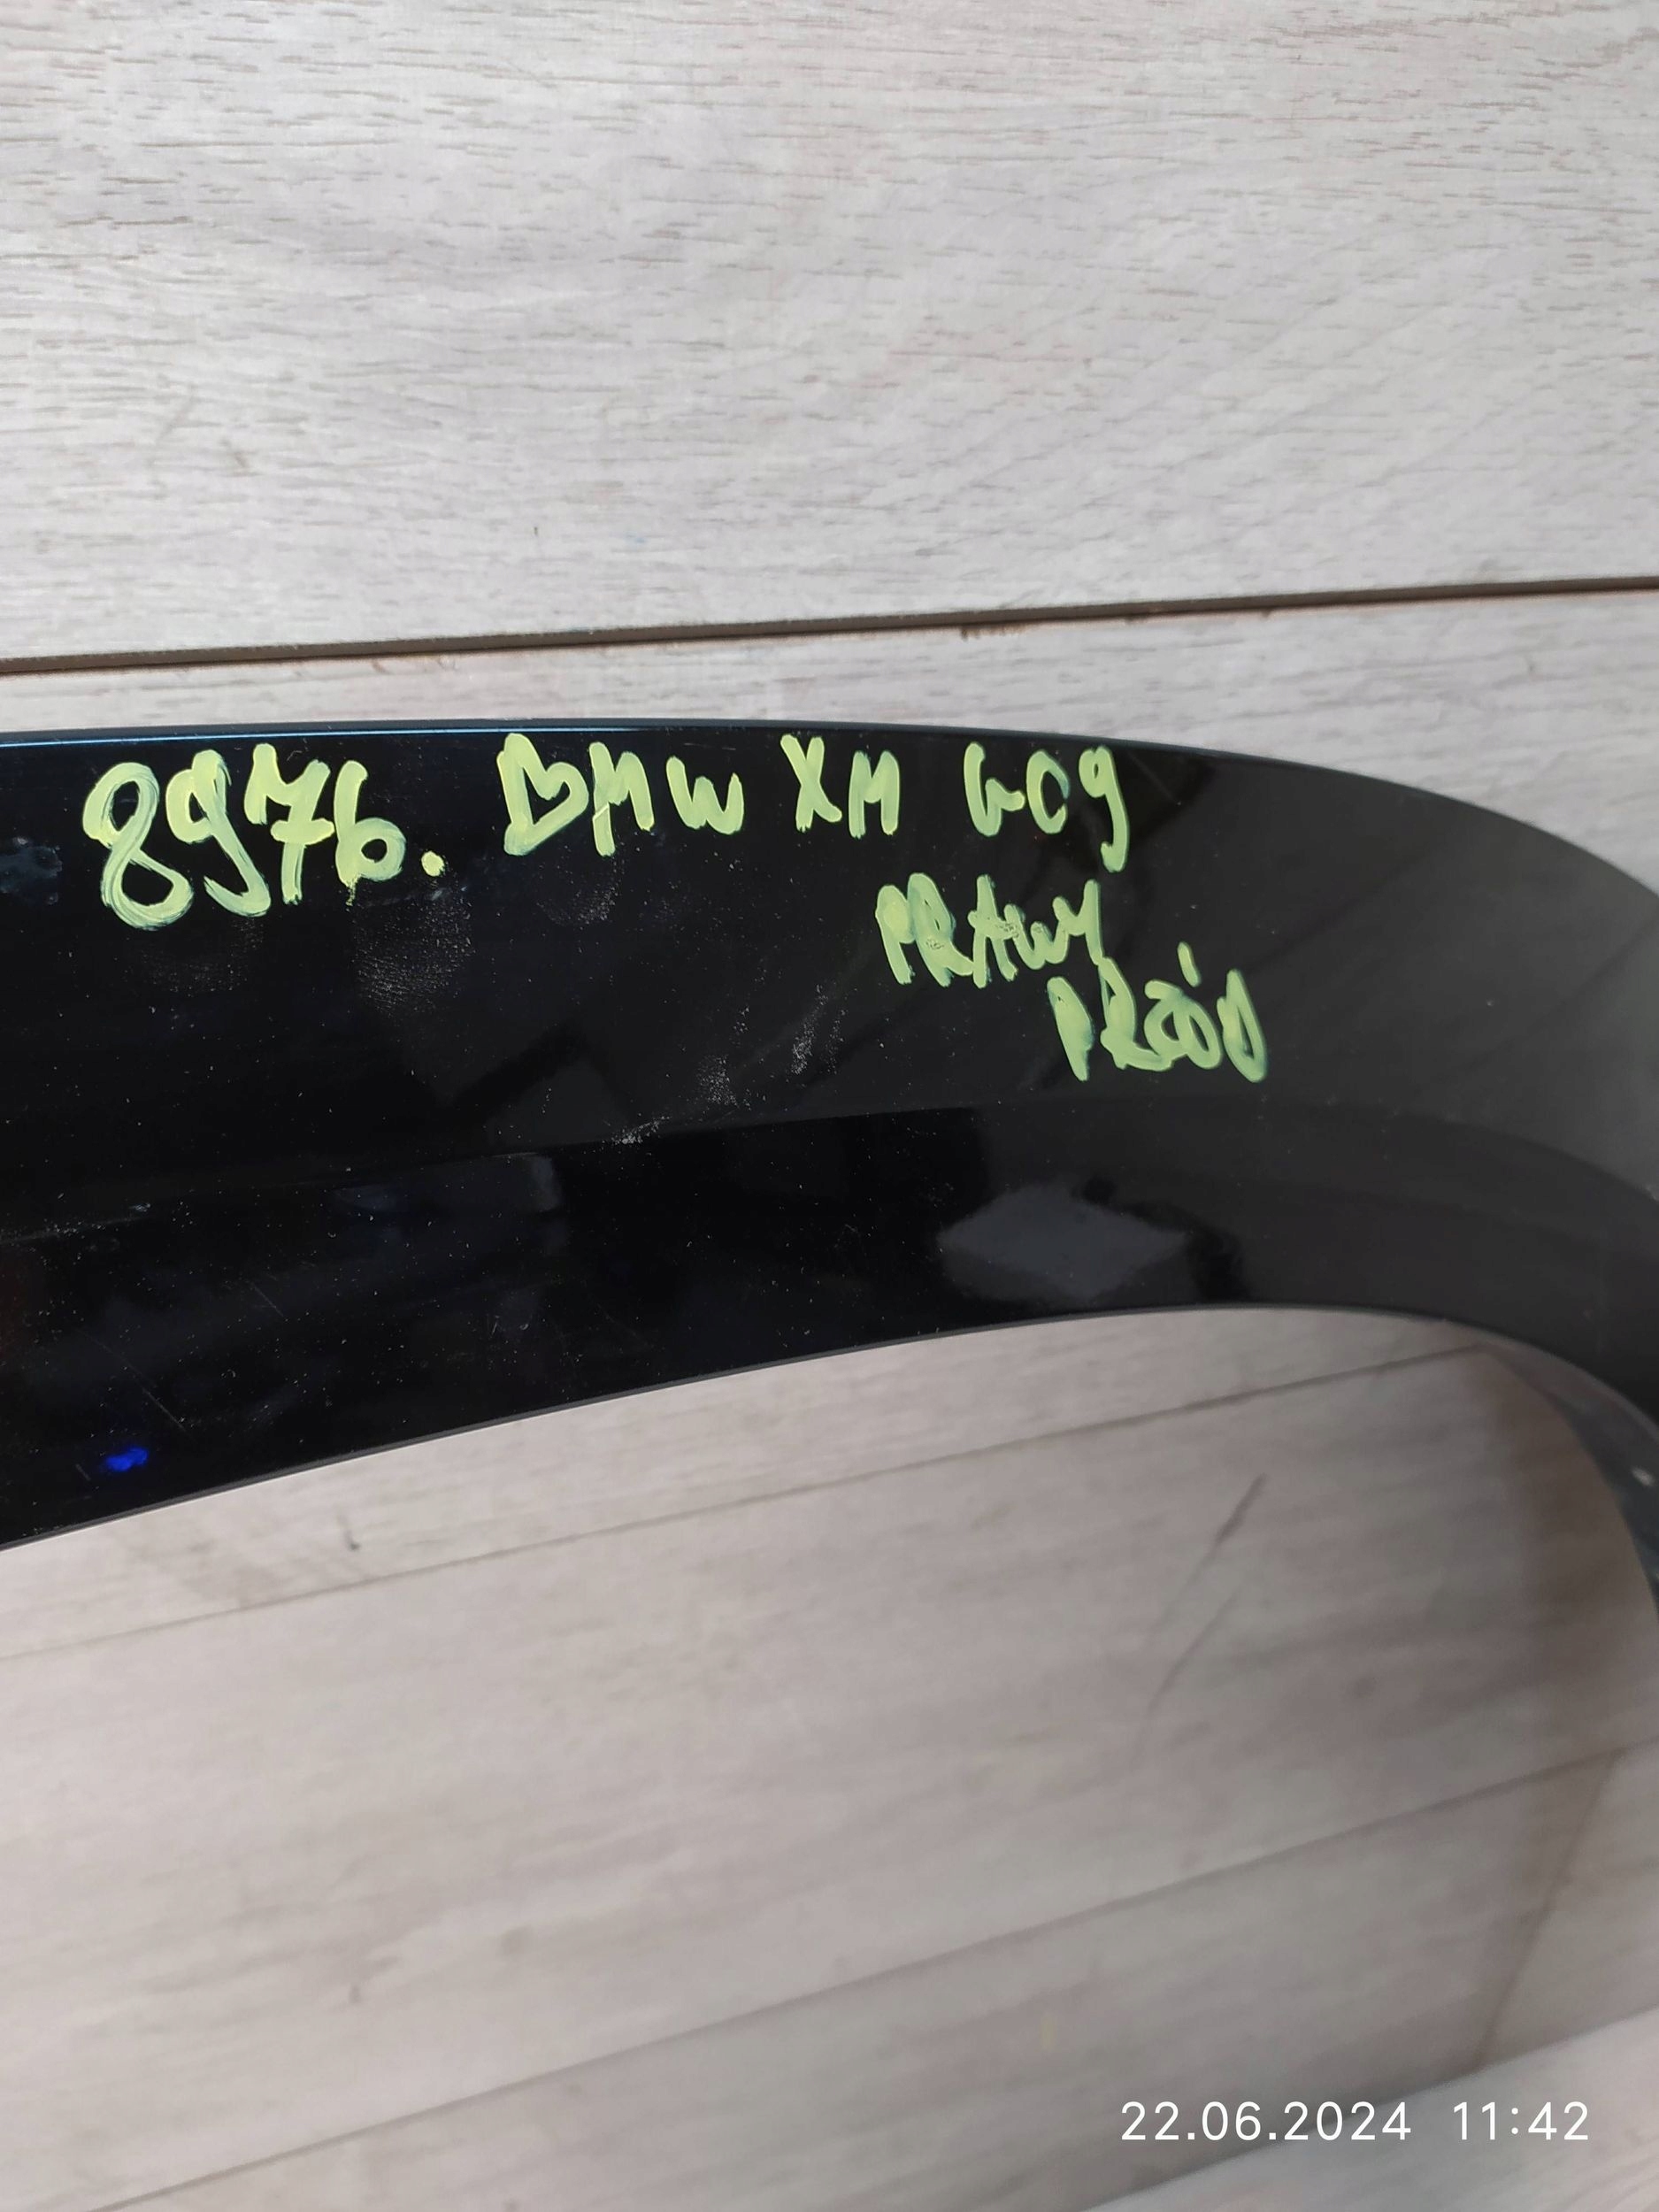 8976. BMW XM G09
PRAWY
PRZÓD
22.06.2024 11:42